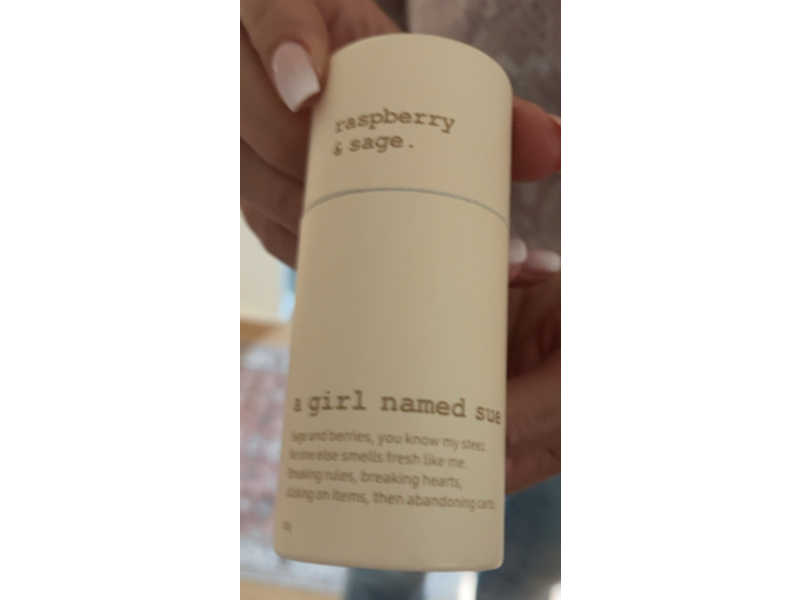 raspberry
& sage.
a girl named sue
Sage and berries, you know my steez
No one else smells fresh like me
Breaking rules, breaking hearts,
clicking on items, then abandoning carts